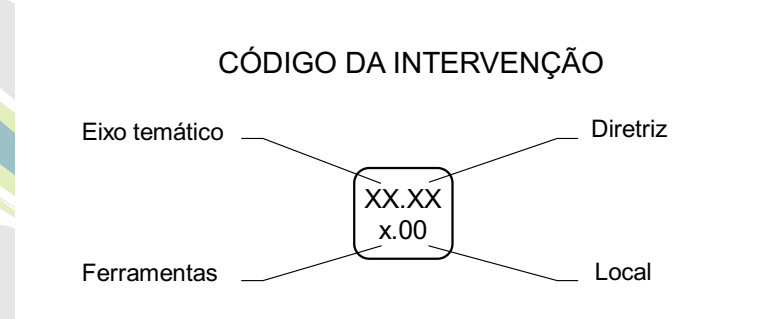 CÓDIGO DA INTERVENÇÃO
Eixo temático
Diretriz
XX.XX
x.00
Ferramentas
Local